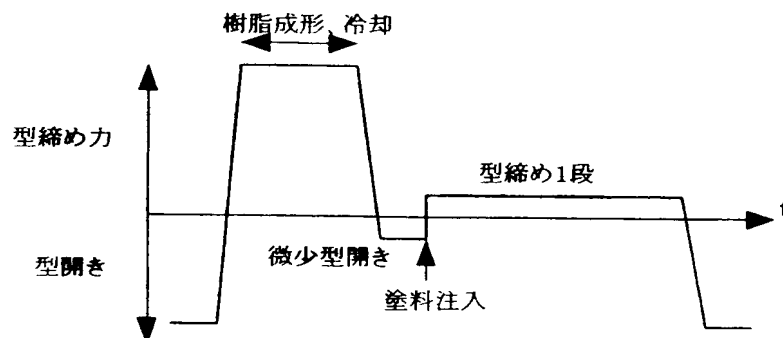 樹脂成形、冷却
型締め力
型締め1段
t
型開き
微少型開き
塗料注入